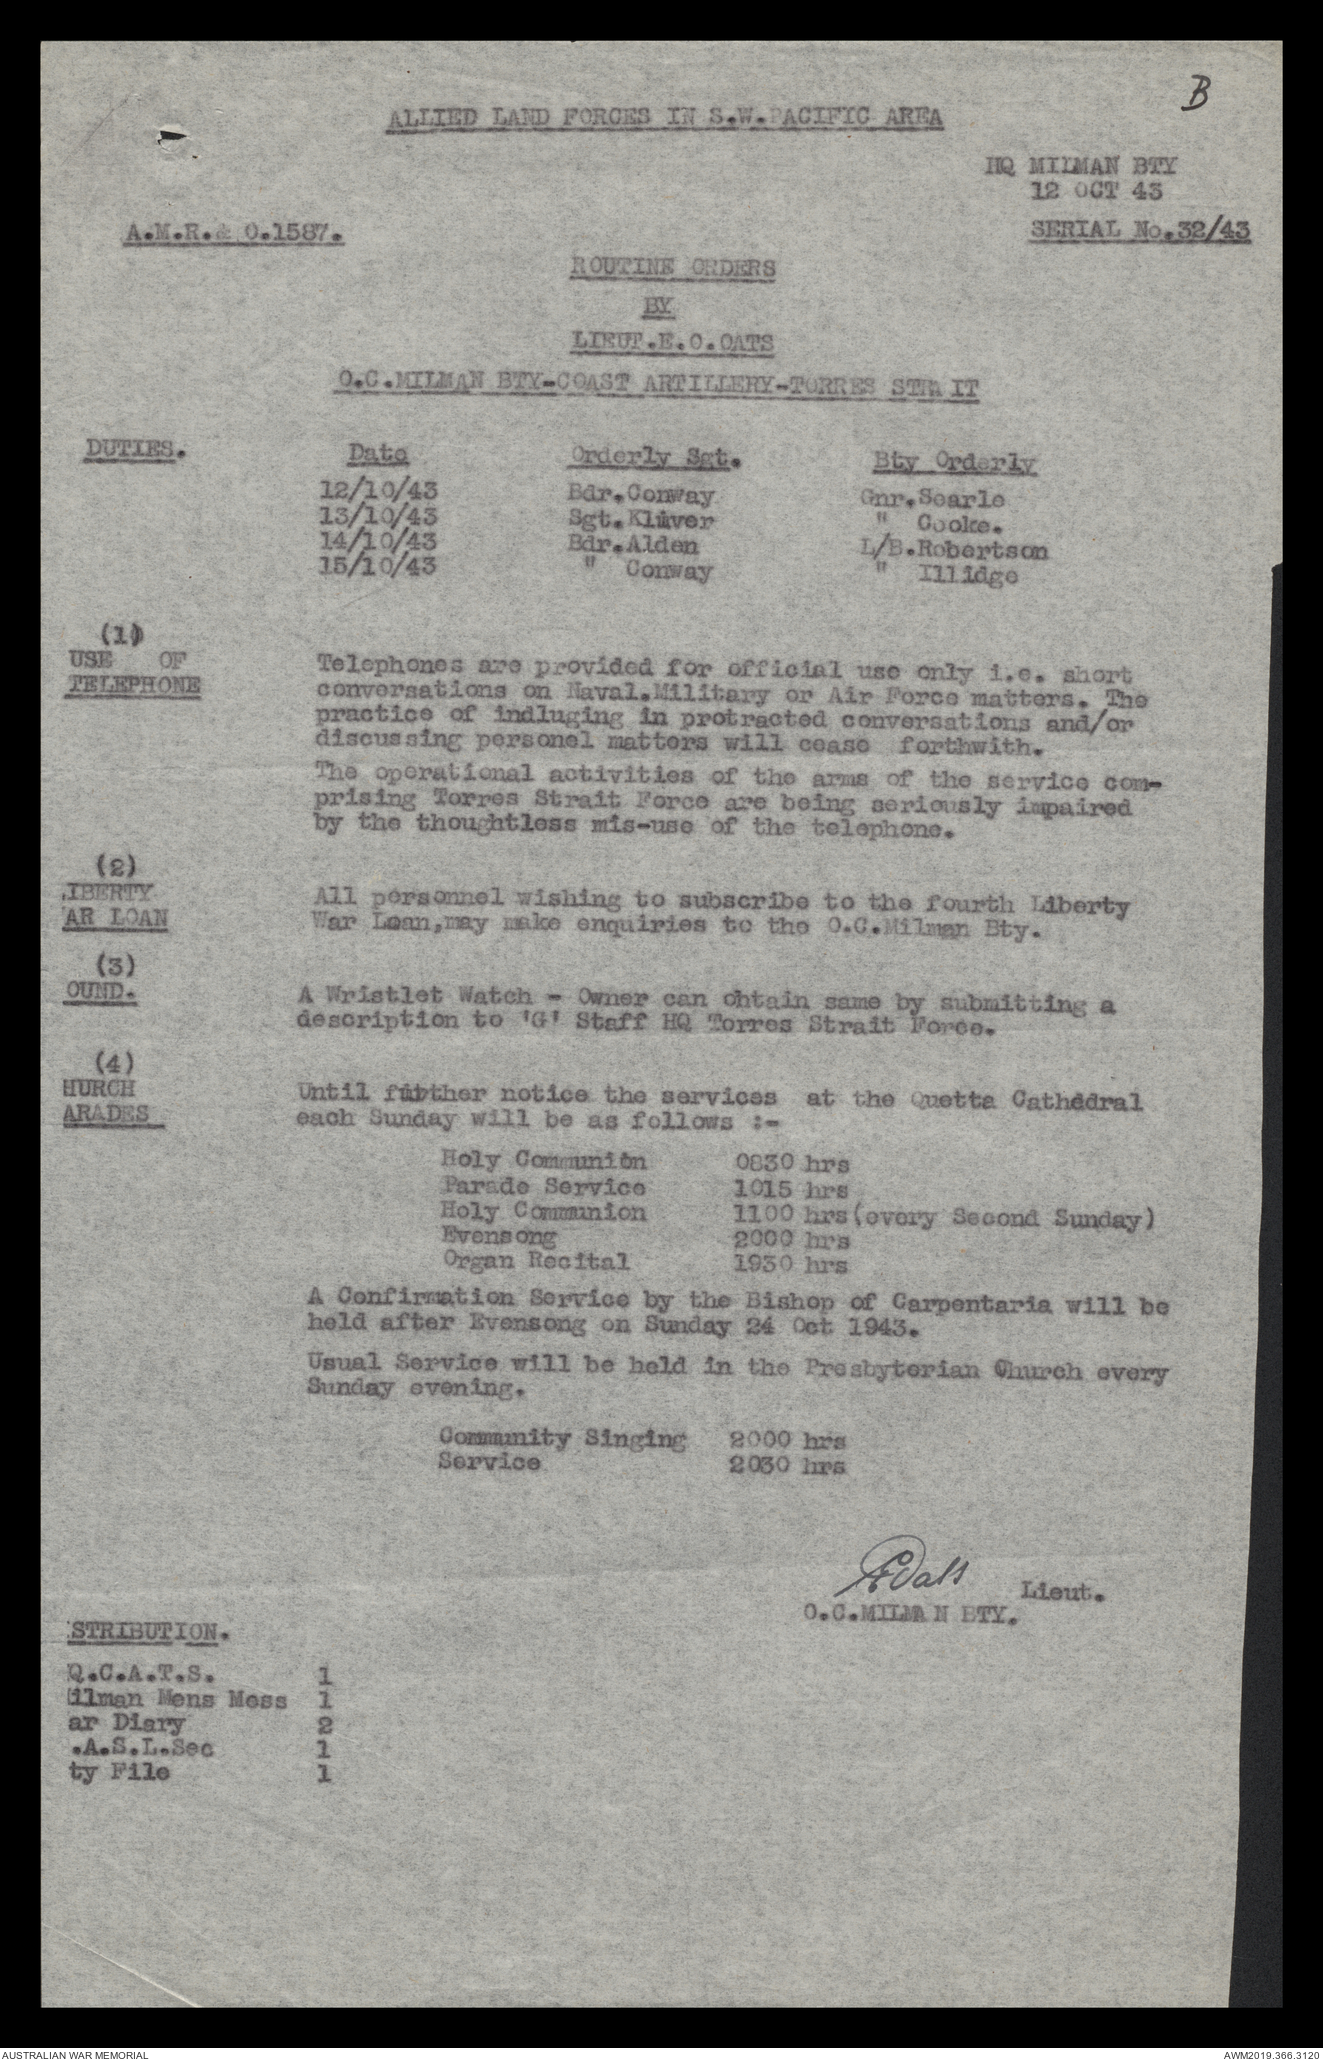 B
ALLIED LAND FORCES IN S.W.PACIFIC AREA
HQ MILMAN BTY
12 OCT 43
A.M.R.& O.1587. SERIAL No.32/43
ROUTINE ORDERS
BY
LIEUT.E.O.OATS
O.C.MILMAN BTY-COAST ARTILLERY-TORRES STRAIT
DUTIES. Date Orderly Sgt. Bty Orderly
12/10/43 Bdr.Conway Gnr.Searle
13/10/43 Sgt.Kluver " Cooke.
14/10/43 Bdr.Alden L/B.Robertson
15/10/43 " Conway " Illidge
(1)
USE OF Telephones are provided for official use only i.e. short
TELEPHONE conversations on Naval.Military or Air Force matters. The
practice of indluging in protracted conversations and/or
discussing personel matters will cease forthwith.
The operational activities of the arms of the service com-
prising Torres Strait Force are being seriously impaired
by the thoughtless mis-use of the telephone.
(2)
IBERTY All personnel wishing to subscribe to the fourth Liberty
AR LOAN War Loan,may make enquiries to the O.C.Milman Bty.
(3)
OUND. A Wristlet Watch - Owner can obtain same by submitting a
description to 'G' Staff HQ Torres Strait Force.
(4)
HURCH Until further notice the services at the Quetta Cathedral
ARADES each Sunday will be as follows :-
Holy Communion 0830 hrs
Parade Service 1015 hrs
Holy Communion 1100 hrs(every Second Sunday)
Evensong 2000 hrs
Organ Recital 1930 hrs
A Confirmation Service by the Bishop of Carpentaria will be
held after Evensong on Sunday 24 Oct 1943.
Usual Service will be held in the Presbyterian Church every
Sunday evening.
Community Singing 2000 hrs
Service 2030 hrs
EOats Lieut.
O.C.MILMAN BTY.
STRIBUTION.
Q.C.A.T.S. 1
ilman Mens Mess 1
ar Diary 2
.A.S.L.Sec 1
ty File 1
AUSTRALIAN WAR MEMORIAL AWM2019.366.3120